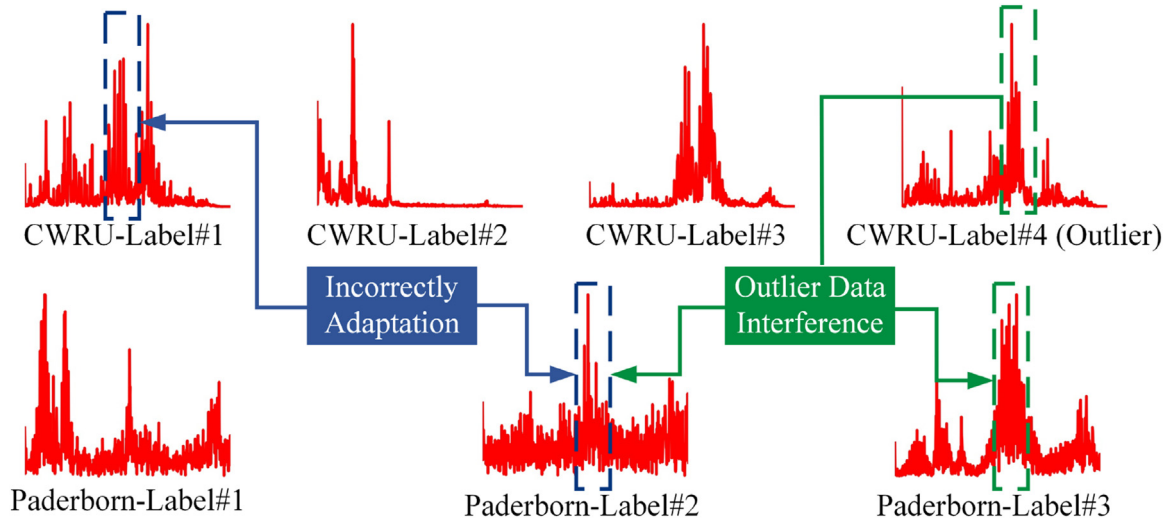 CWRU-Label#1
CWRU-Label#2
CWRU-Label#3
CWRU-Label#4 (Outlier)
Incorrectly
Adaptation
Outlier Data
Interference
Paderborn-Label#1
Paderborn-Label#2
Paderborn-Label#3